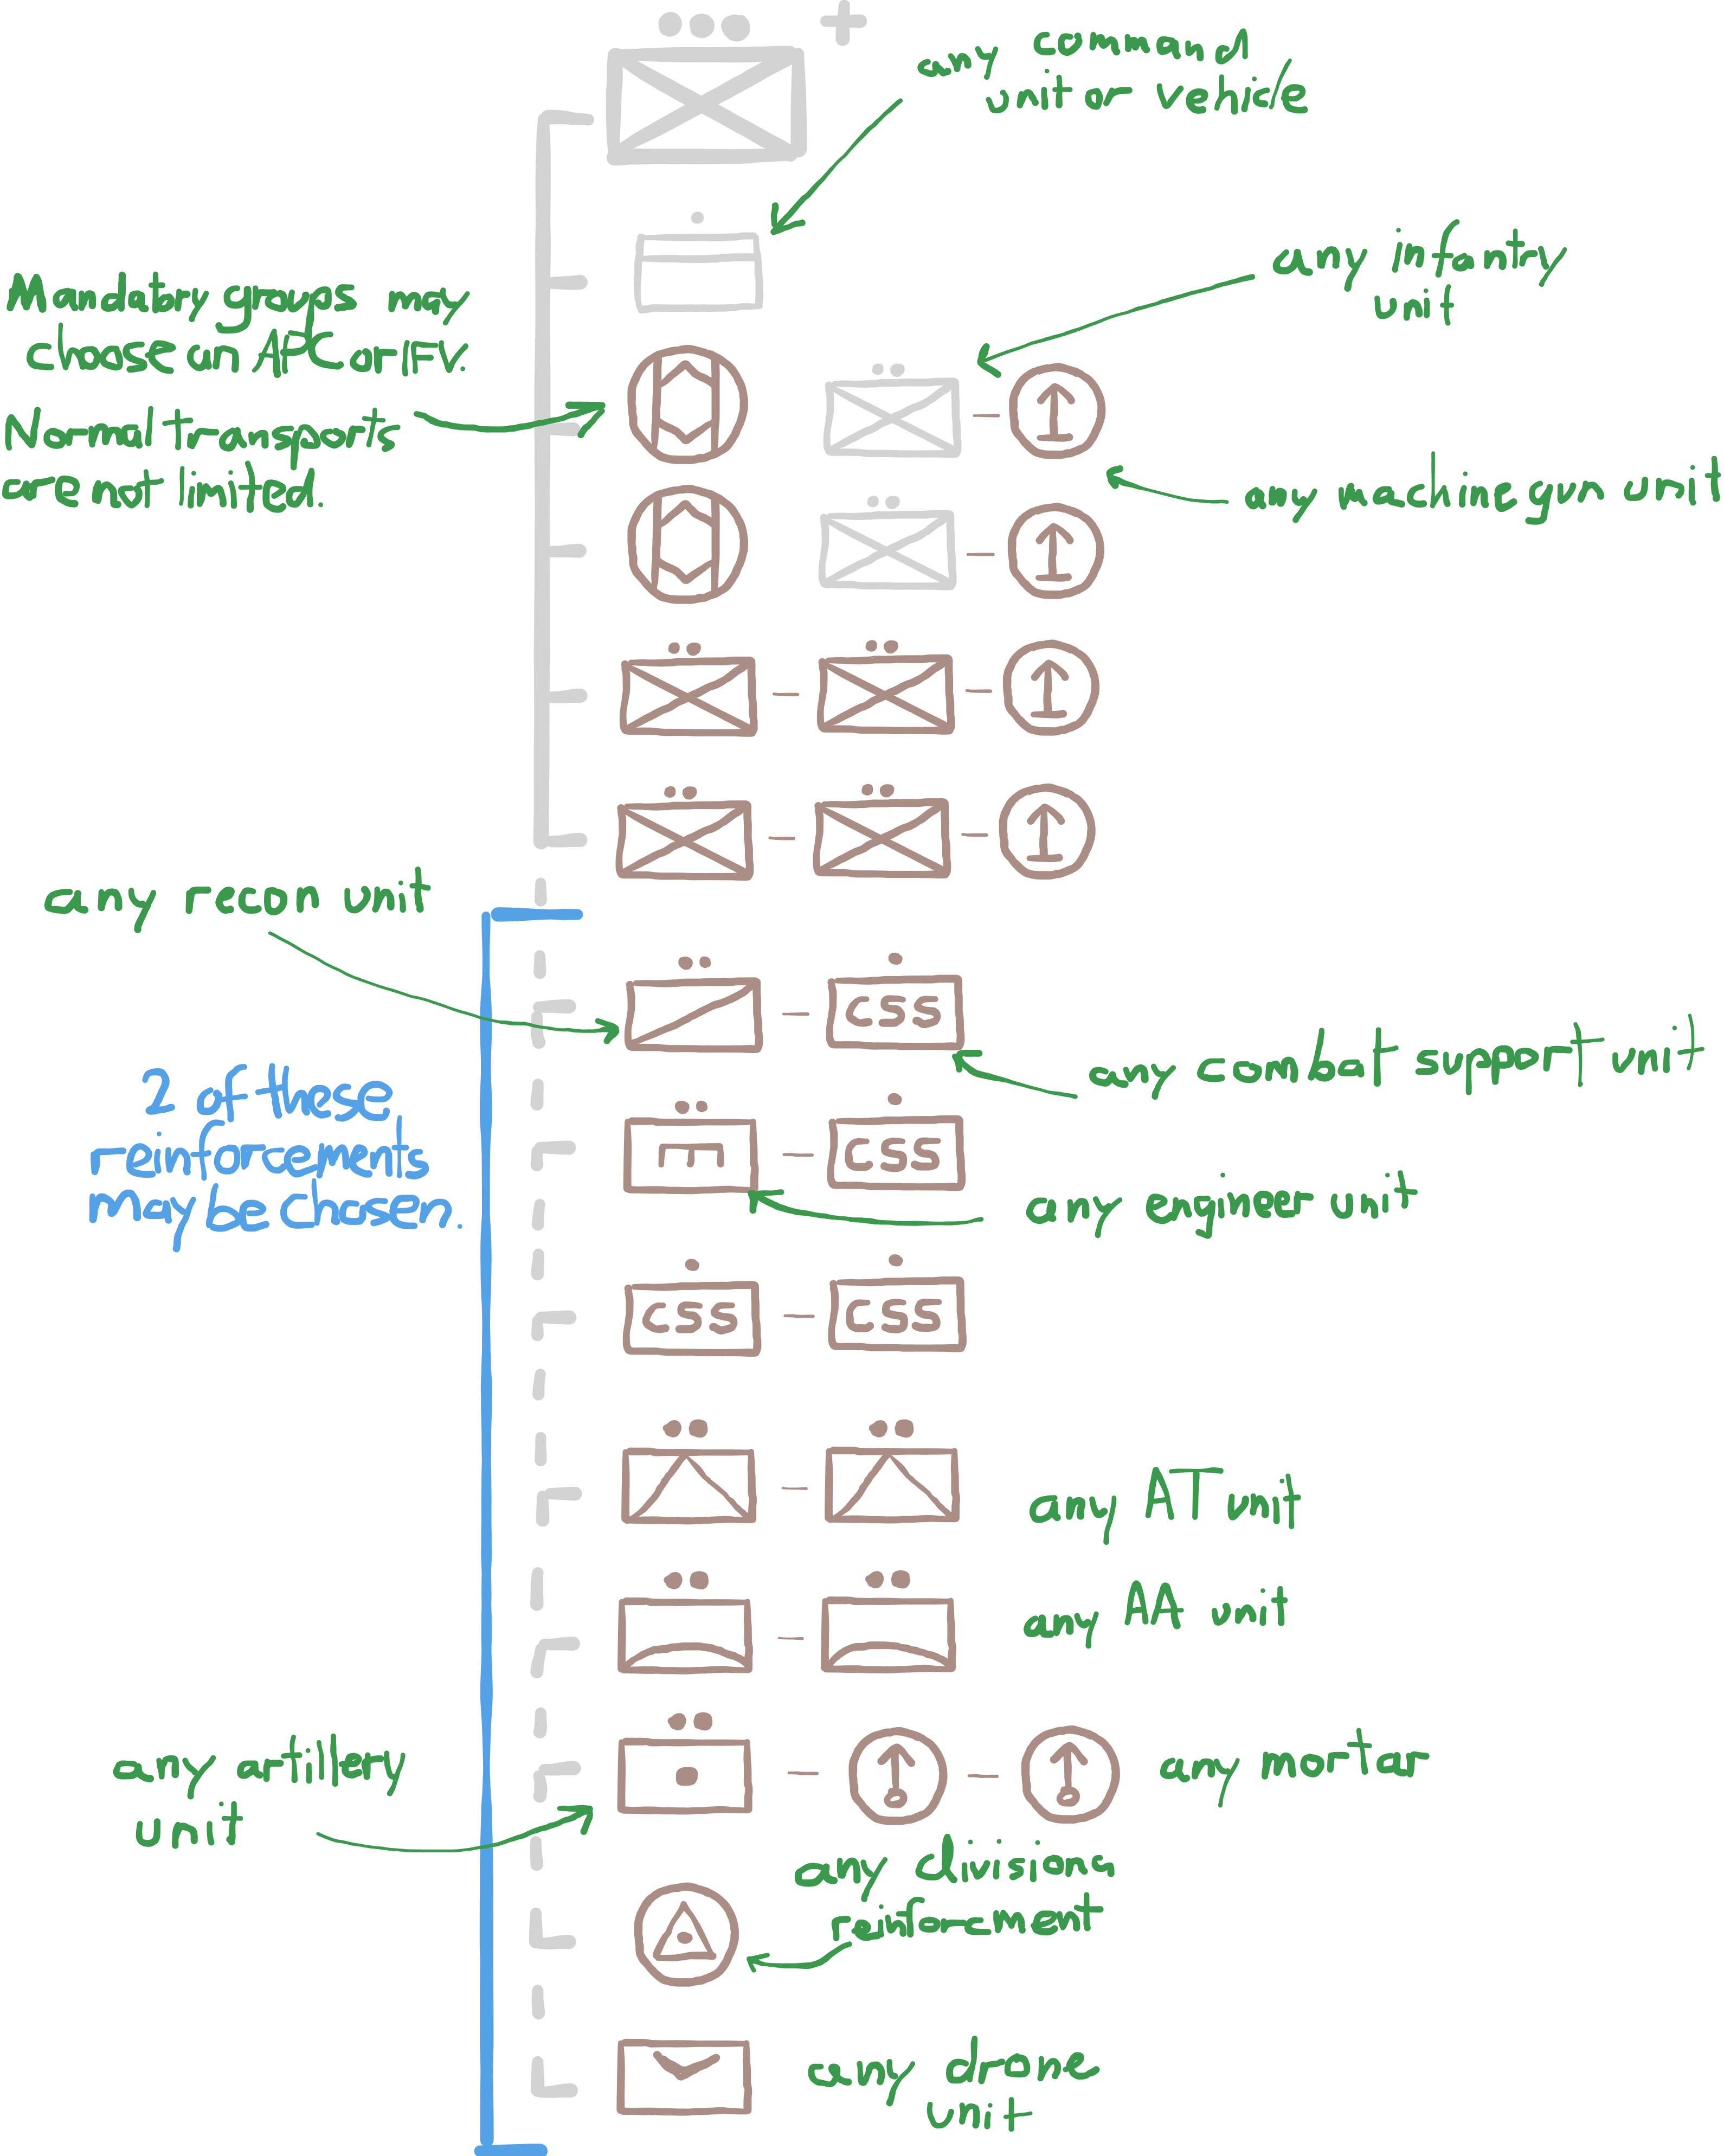 any command
unit or vehicle
any infantry
unit
Mandatory groups may
chose an APC or IFV.
Normal transports
are not limited.
any machine gun unit
any recon unit
CSS
any combat support unit
2 of these
reinforcements
may be chosen.
CSS
any engineer unit
CSS
CSS
any AT unit
any AA unit
any artillery
unit
any mortar
any divisiona
reinforcment
any drone
unit